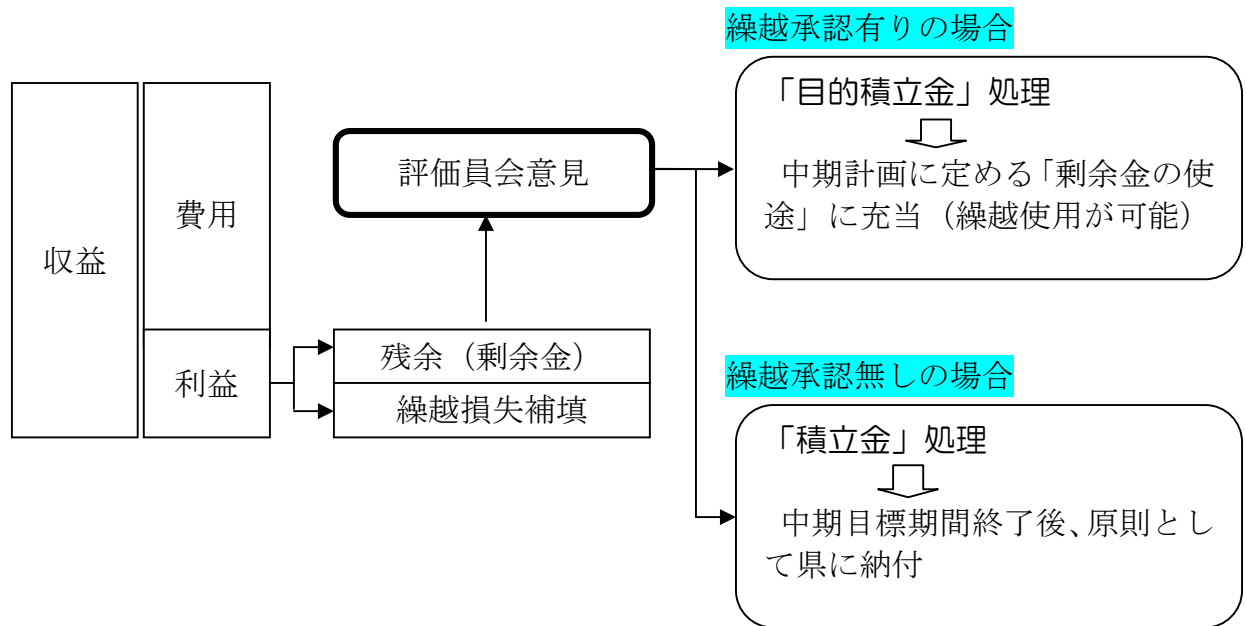 収益
費用
利益
残余（剰余金）
繰越損失補填
評価員会意見
繰越承認有りの場合
「目的積立金」処理
中期計画に定める「剰余金の使
途」に充当（繰越使用が可能）
繰越承認無しの場合
「積立金」処理
中期目標期間終了後、原則とし
て県に納付